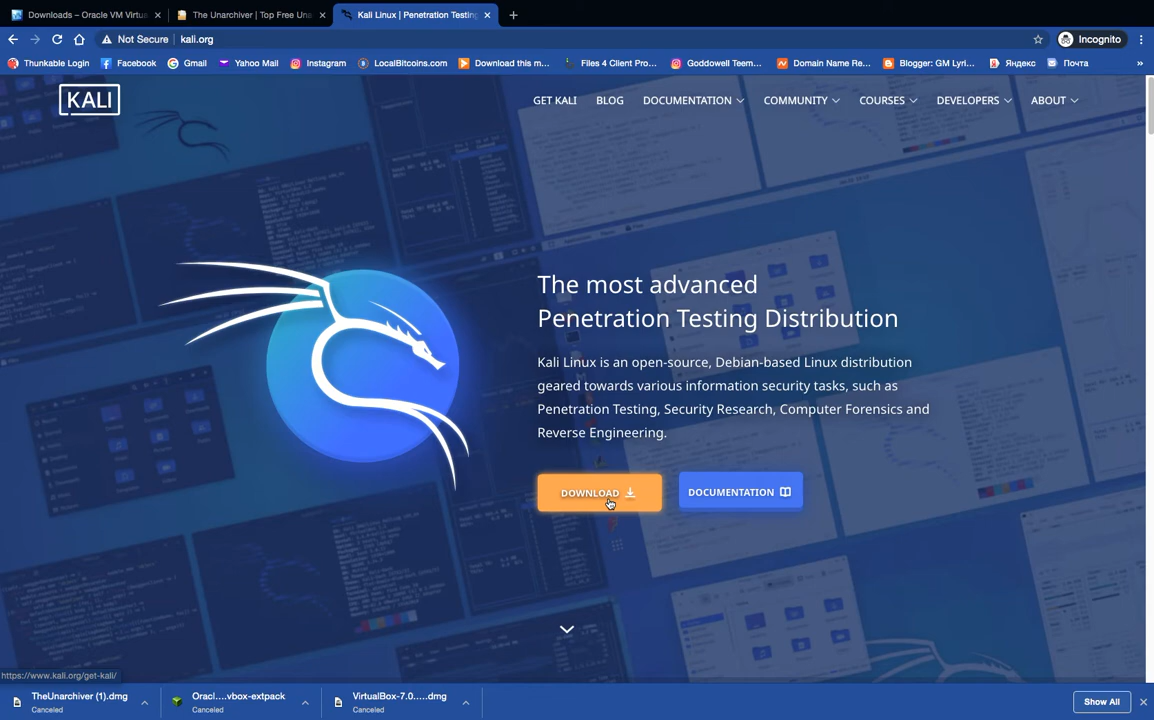 Downloads – Oracle VM Virtu
The Unarchiver | Top Free Una
Kali Linux | Penetration Testing
Not Secure | kali.org
Incognito
Thunkable Login
Facebook
Gmail
Yahoo Mail
Instagram
LocalBitcoins.com
Download this m...
Files 4 Client Pro...
Goddowell Teem...
Domain Name Re...
Blogger: GM Lyri...
Яндекс
Почта
»
KALI
GET KALI
BLOG
DOCUMENTATION
COMMUNITY
COURSES
DEVELOPERS
ABOUT
The most advanced
Penetration Testing Distribution
Kali Linux is an open-source, Debian-based Linux distribution
geared towards various information security tasks, such as
Penetration Testing, Security Research, Computer Forensics and
Reverse Engineering.
DOWNLOAD
DOCUMENTATION
https://www.kali.org/get-kali/
TheUnarchiver (1).dmg
Canceled
Oracl....vbox-extpack
Canceled
VirtualBox-7.0.....dmg
Canceled
Show All